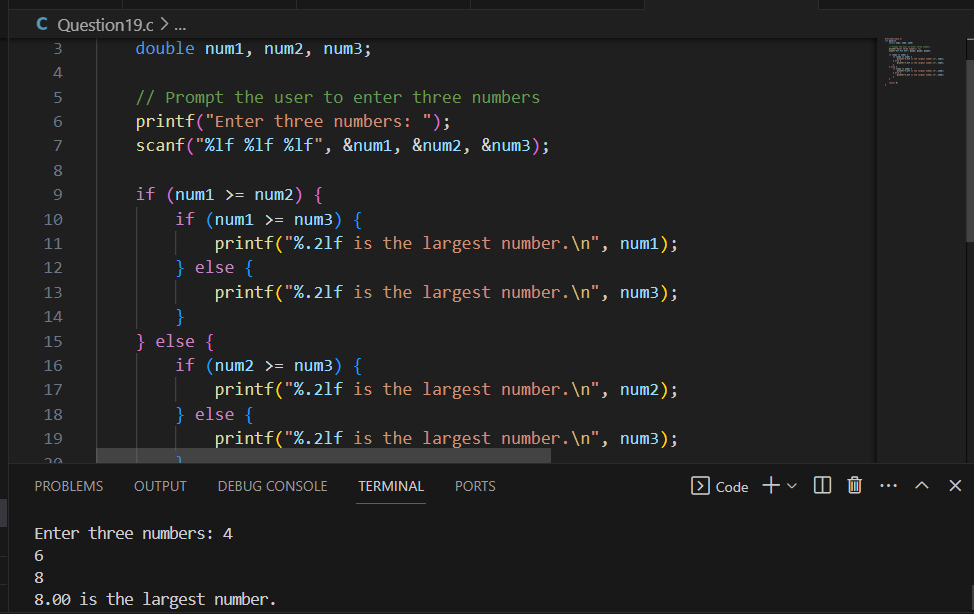 C Question19.c > ...
3 double num1, num2, num3;
4
5 // Prompt the user to enter three numbers
6 printf("Enter three numbers: ");
7 scanf("%lf %lf %lf", &num1, &num2, &num3);
8
9 if (num1 >= num2) {
10 if (num1 >= num3) {
11 printf("%.2lf is the largest number.\n", num1);
12 } else {
13 printf("%.2lf is the largest number.\n", num3);
14 }
15 } else {
16 if (num2 >= num3) {
17 printf("%.2lf is the largest number.\n", num2);
18 } else {
19 printf("%.2lf is the largest number.\n", num3);
20 }
PROBLEMS OUTPUT DEBUG CONSOLE TERMINAL PORTS Code
Enter three numbers: 4
6
8
8.00 is the largest number.